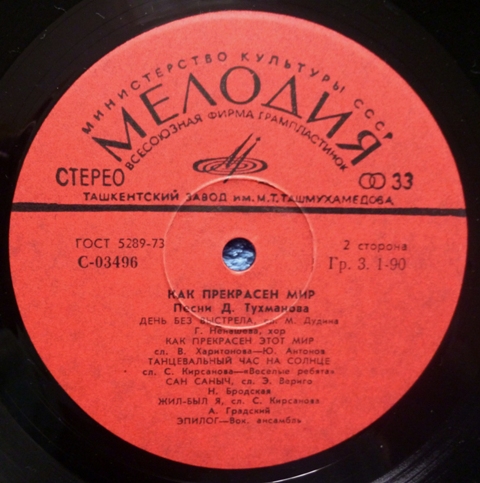 МИНИСТЕРСТВО КУЛЬТУРЫ СССР
МЕЛОДИЯ
ВСЕСОЮЗНАЯ ФИРМА ГРАМПЛАСТИНОК
СТЕРЕО
33
ТАШКЕНТСКИЙ ЗАВОД им. М.Т. ТАШМУХАМЕДОВА
ГОСТ 5289-73
2 сторона
С-03496
Гр. 3. 1-90
КАК ПРЕКРАСЕН МИР
Песни Д. Тухманова
ДЕНЬ БЕЗ ВЫСТРЕЛА, сл. М. Дудина
Г. Ненашева, хор
КАК ПРЕКРАСЕН ЭТОТ МИР
сл. В. Харитонова—Ю. Антонов
ТАНЦЕВАЛЬНЫЙ ЧАС НА СОЛНЦЕ
сл. С. Кирсанова—«Веселые ребята»
САН САНЫЧ, сл. Э. Вериго
Н. Бродская
ЖИЛ-БЫЛ Я, сл. С. Кирсанова
А. Градский
ЭПИЛОГ—Вок. ансамбль